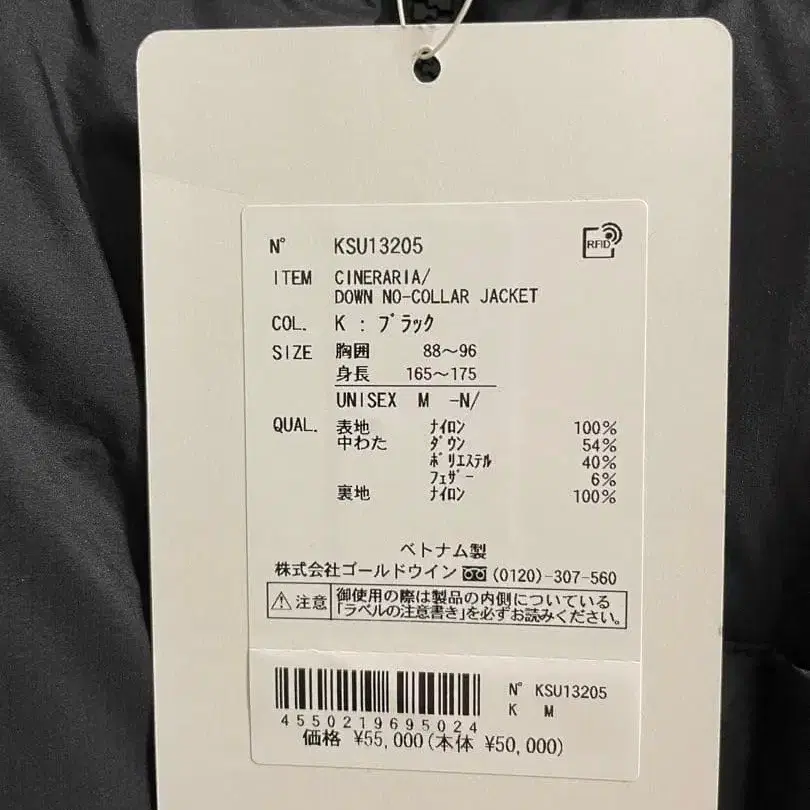 N° KSU13205
RFID
ITEM CINERARIA/
DOWN NO-COLLAR JACKET
COL. K : ﾌﾞﾗｯｸ
SIZE 胸囲 88〜96
身長 165〜175
UNISEX M -N/
QUAL. 表地 ﾅｲﾛﾝ 100%
中わた ﾀﾞｳﾝ 54%
ﾎﾟﾘｴｽﾃﾙ 40%
ﾌｪｻﾞｰ 6%
裏地 ﾅｲﾛﾝ 100%
ベトナム製
株式会社ゴールドウイン (0120)-307-560
注意 御使用の際は製品の内側についている
「ラベルの注意書き」を必ずお読みください。
N° KSU13205
K M
4550219695024
価格 ¥55,000(本体 ¥50,000)